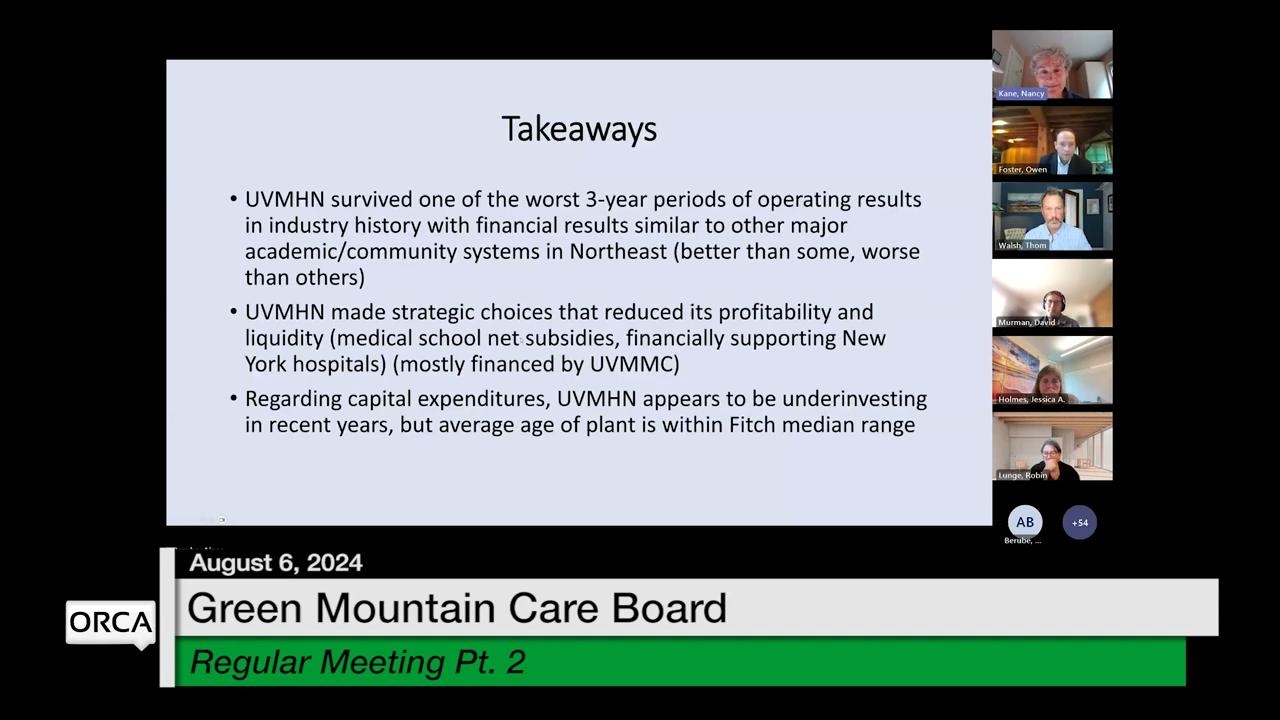 Takeaways
• UVMHN survived one of the worst 3-year periods of operating results
in industry history with financial results similar to other major
academic/community systems in Northeast (better than some, worse
than others)
• UVMHN made strategic choices that reduced its profitability and
liquidity (medical school net subsidies, financially supporting New
York hospitals) (mostly financed by UVMMC)
• Regarding capital expenditures, UVMHN appears to be underinvesting
in recent years, but average age of plant is within Fitch median range
Kane, Nancy
Foster, Owen
Walsh, Thom
Murman, David
Holmes, Jessica A.
Lunge, Robin
AB
+54
Berube, ...
August 6, 2024
ORCA
Green Mountain Care Board
Regular Meeting Pt. 2